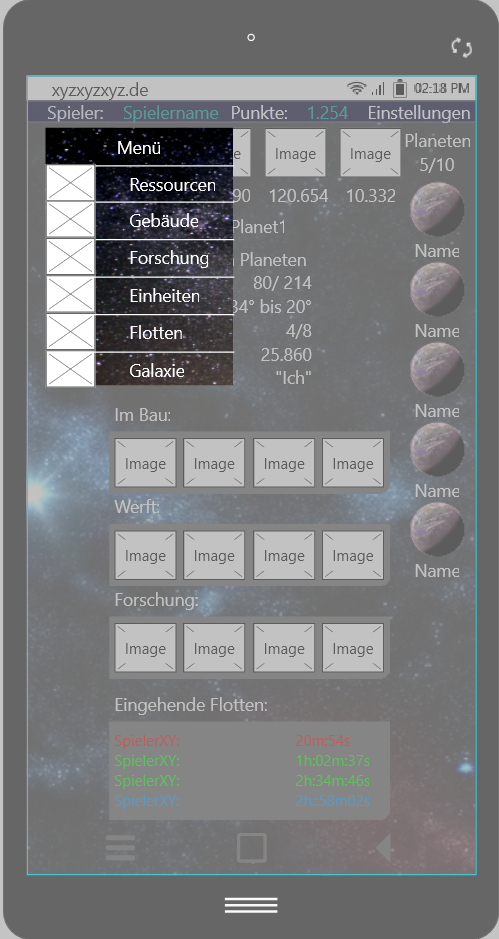 xyzxyzxyz.de 02:18 PM
Spieler: Spielername Punkte: 1.254 Einstellungen
Menü
Ressourcen
Gebäude
Forschung
Einheiten
Flotten
Galaxie
Image Image
90 120.654 10.332
Planet1
Planeten
80/ 214
34° bis 20°
4/8
25.860
"Ich"
Planeten
5/10
Name
Name
Name
Name
Name
Im Bau:
Image Image Image Image
Werft:
Image Image Image Image
Forschung:
Image Image Image Image
Eingehende Flotten:
SpielerXY: 20m:54s
SpielerXY: 1h:02m:37s
SpielerXY: 2h:34m:46s
SpielerXY: 2h:58m:02s